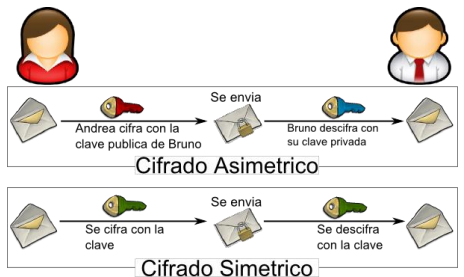 Se envia
Andrea cifra con la
clave publica de Bruno
Bruno descifra con
su clave privada
Cifrado Asimetrico
Se envia
Se cifra con la
clave
Se descifra
con la clave
Cifrado Simetrico